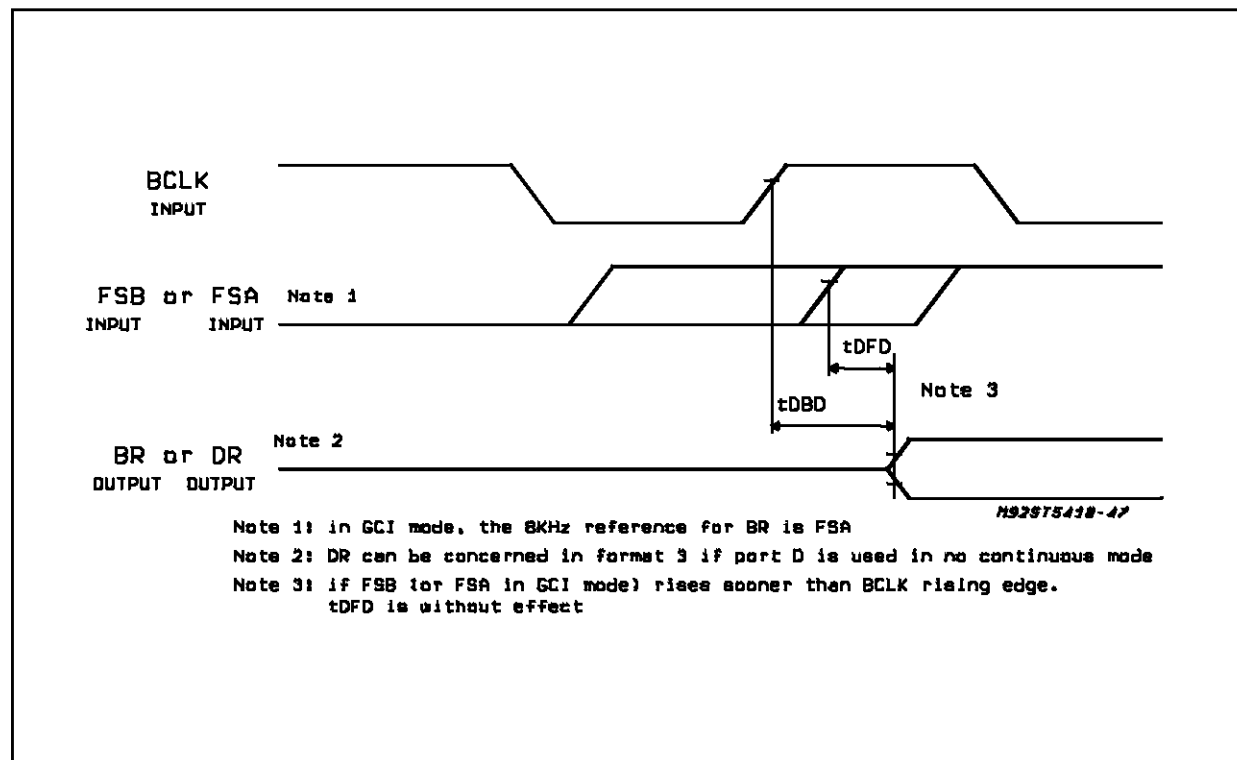 BCLK
INPUT
FSB or FSA Note 1
INPUT INPUT
tDFD
Note 3
tDBD
Note 2
BR or DR
OUTPUT OUTPUT
M92ST5410-47
Note 1: in GCI mode, the 8KHz reference for BR is FSA
Note 2: DR can be concerned in format 3 if port D is used in no continuous mode
Note 3: if FSB (or FSA in GCI mode) rises sooner than BCLK rising edge.
tDFD is without effect